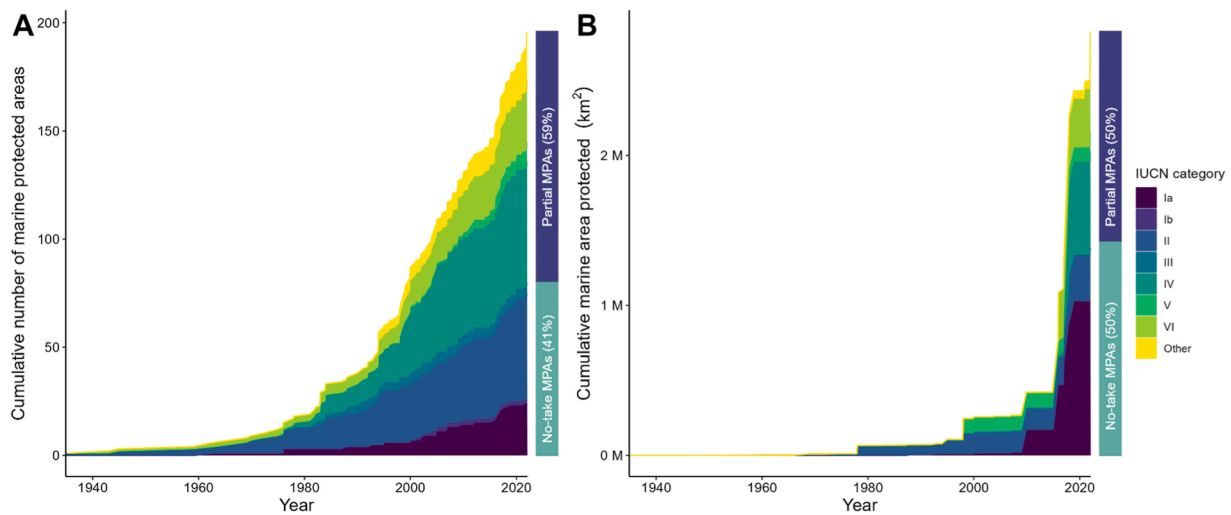 A
Cumulative number of marine protected areas
200
150
100
50
0
1940
1960
1980
2000
2020
Year
Partial MPAs (59%)
No-take MPAs (41%)
B
Cumulative marine area protected (km²)
2 M
1 M
0 M
1940
1960
1980
2000
2020
Year
Partial MPAs (50%)
No-take MPAs (50%)
IUCN category
Ia
Ib
II
III
IV
V
VI
Other